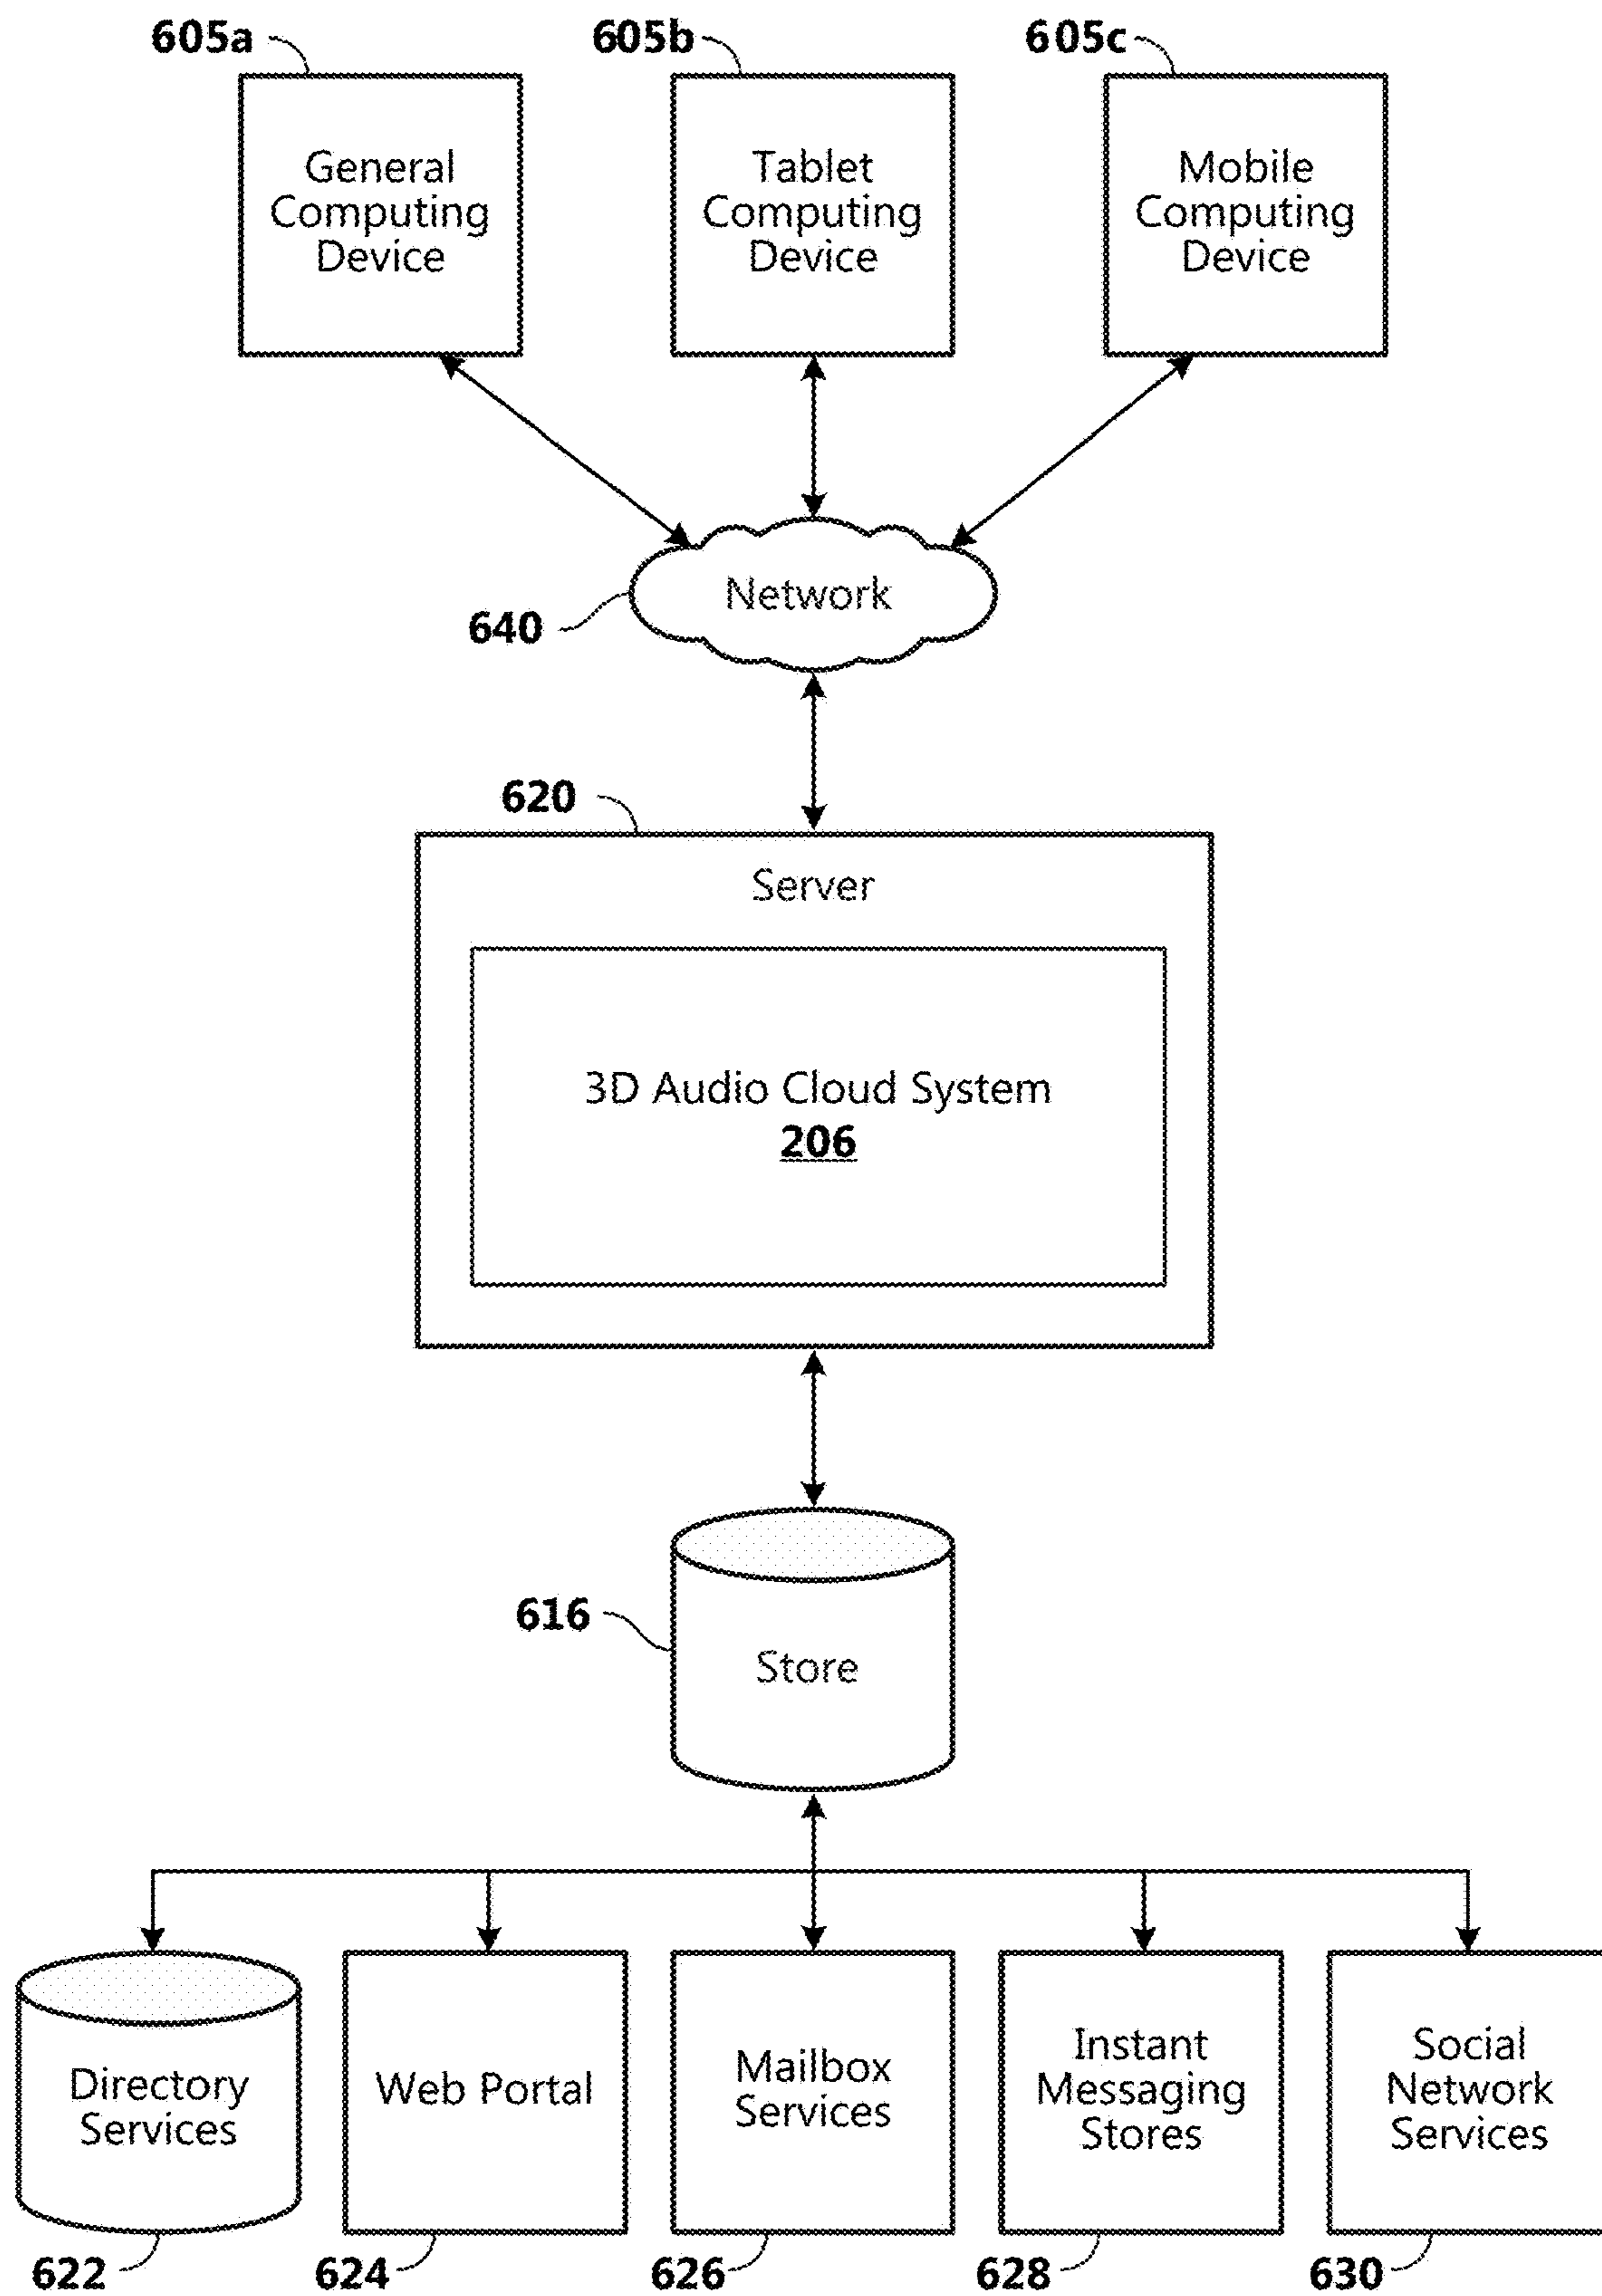 605a
605b
605c
General
Computing
Device
Tablet
Computing
Device
Mobile
Computing
Device
Network
640
620
Server
3D Audio Cloud System
206
616
Store
Directory
Services
Web Portal
Mailbox
Services
Instant
Messaging
Stores
Social
Network
Services
622
624
626
628
630